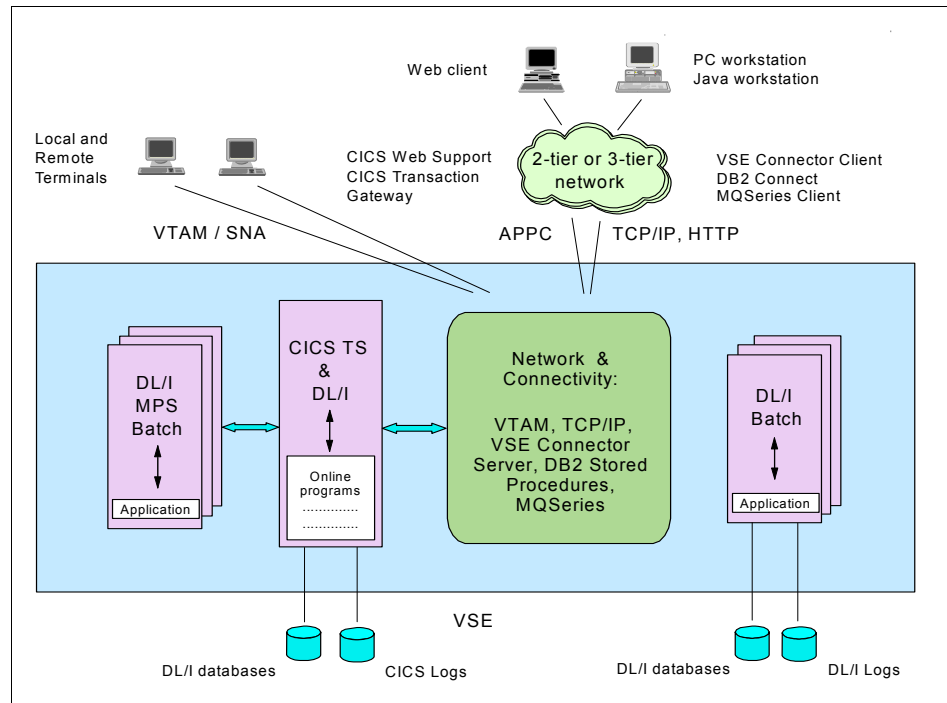 Web client
PC workstation
Java workstation
Local and
Remote
Terminals
CICS Web Support
CICS Transaction
Gateway
2-tier or 3-tier
network
VSE Connector Client
DB2 Connect
MQSeries Client
VTAM / SNA
APPC
TCP/IP, HTTP
DL/I
MPS
Batch
Application
CICS TS
&
DL/I
Online
programs
..............
..............
Network &
Connectivity:
VTAM, TCP/IP,
VSE Connector
Server, DB2 Stored
Procedures,
MQSeries
DL/I
Batch
Application
VSE
DL/I databases
CICS Logs
DL/I databases
DL/I Logs